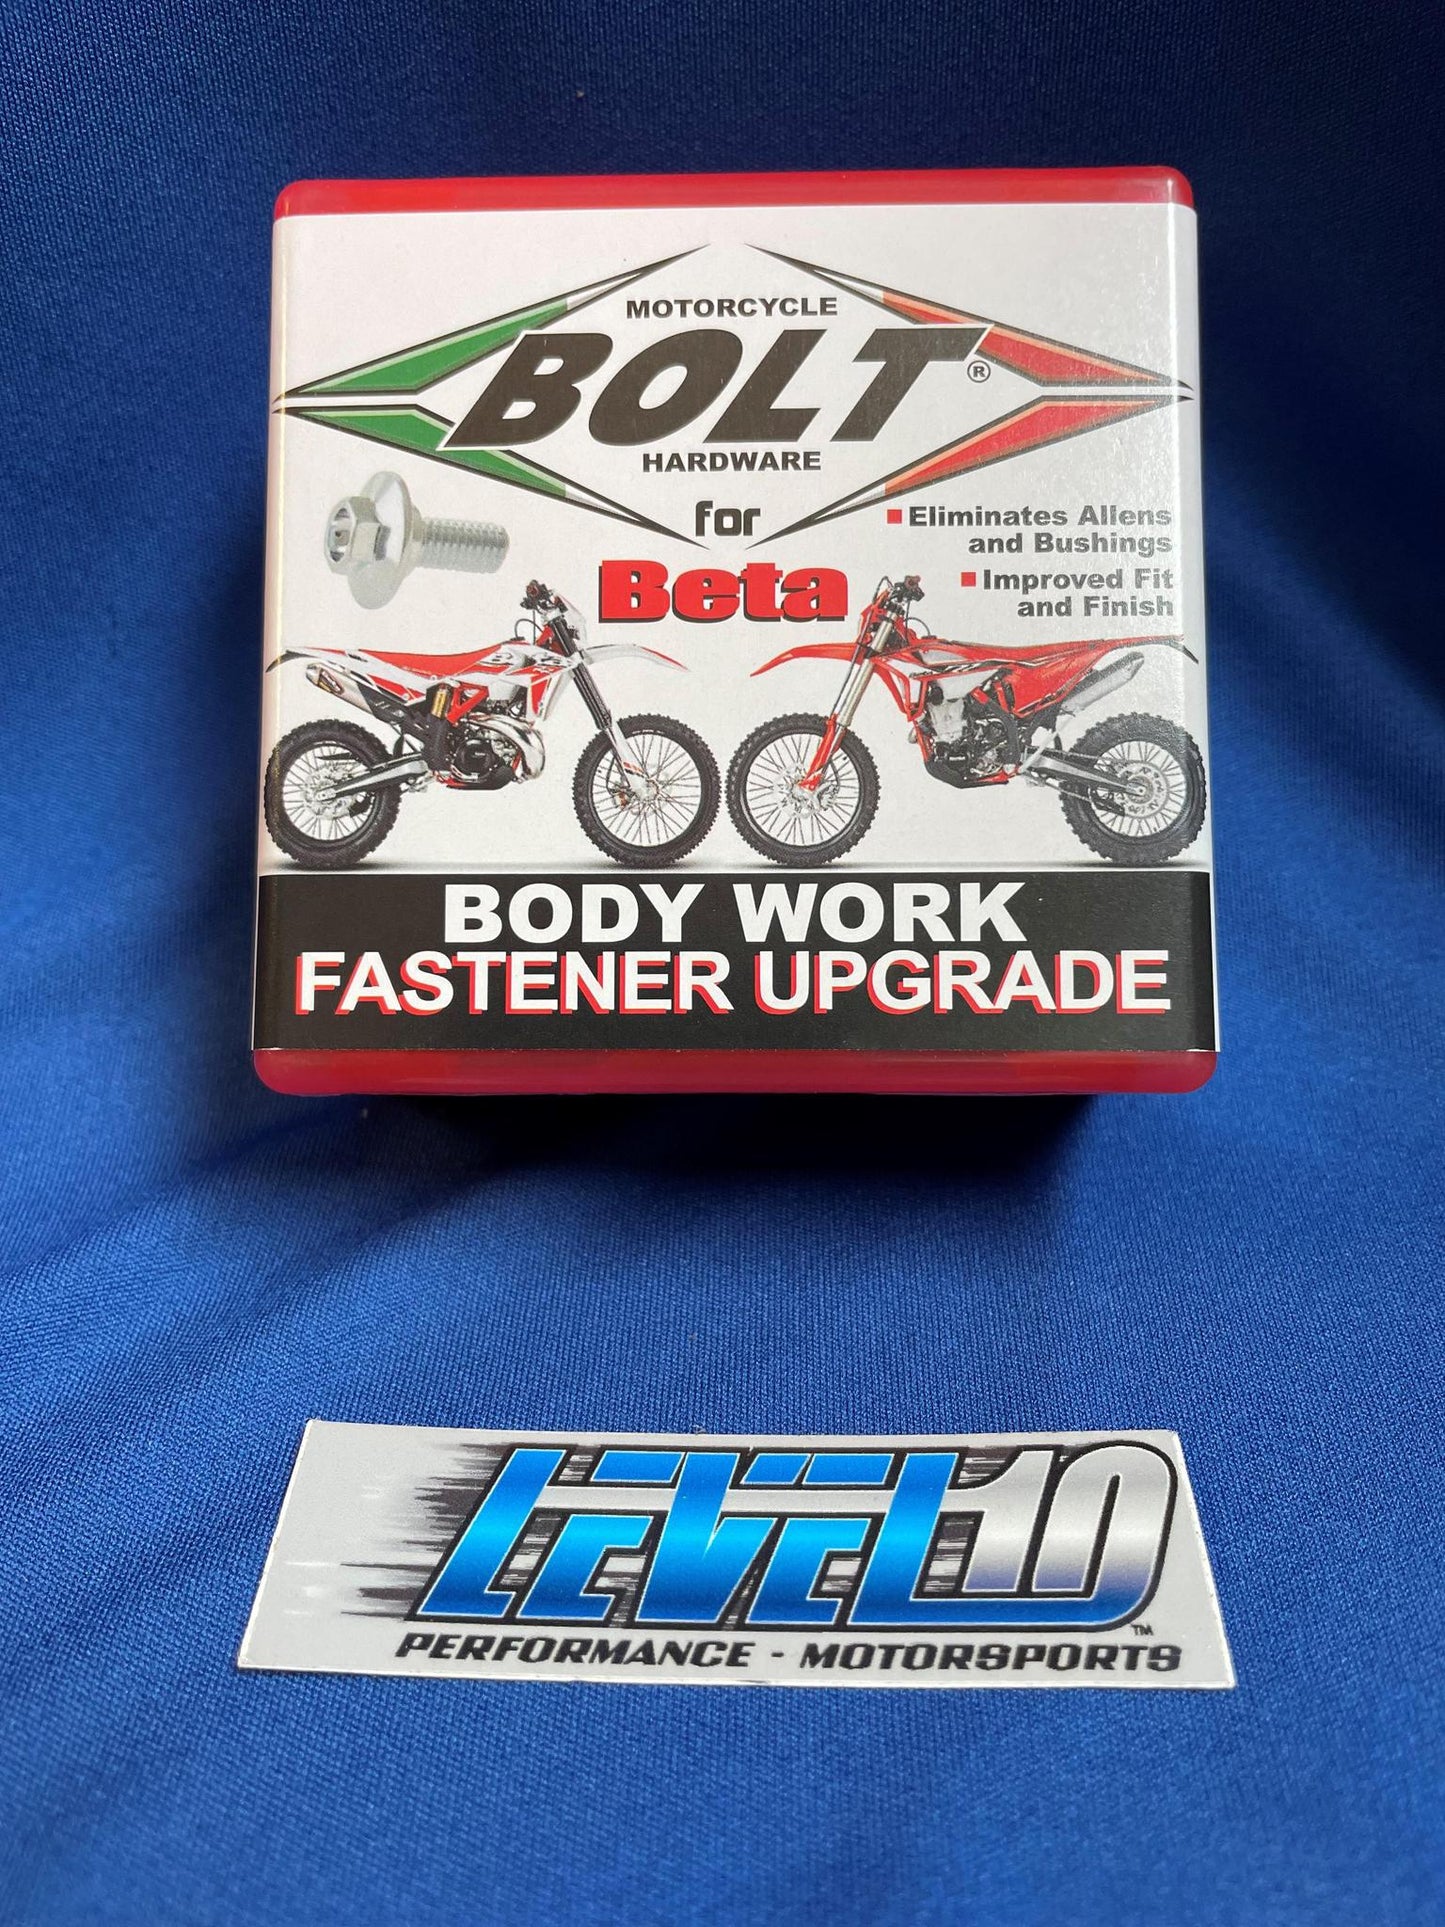 MOTORCYCLE
BOLT®
HARDWARE
for
Beta
Eliminates Allens
and Bushings
Improved Fit
and Finish
BODY WORK
FASTENER UPGRADE
LEVEL 10
™
PERFORMANCE - MOTORSPORTS